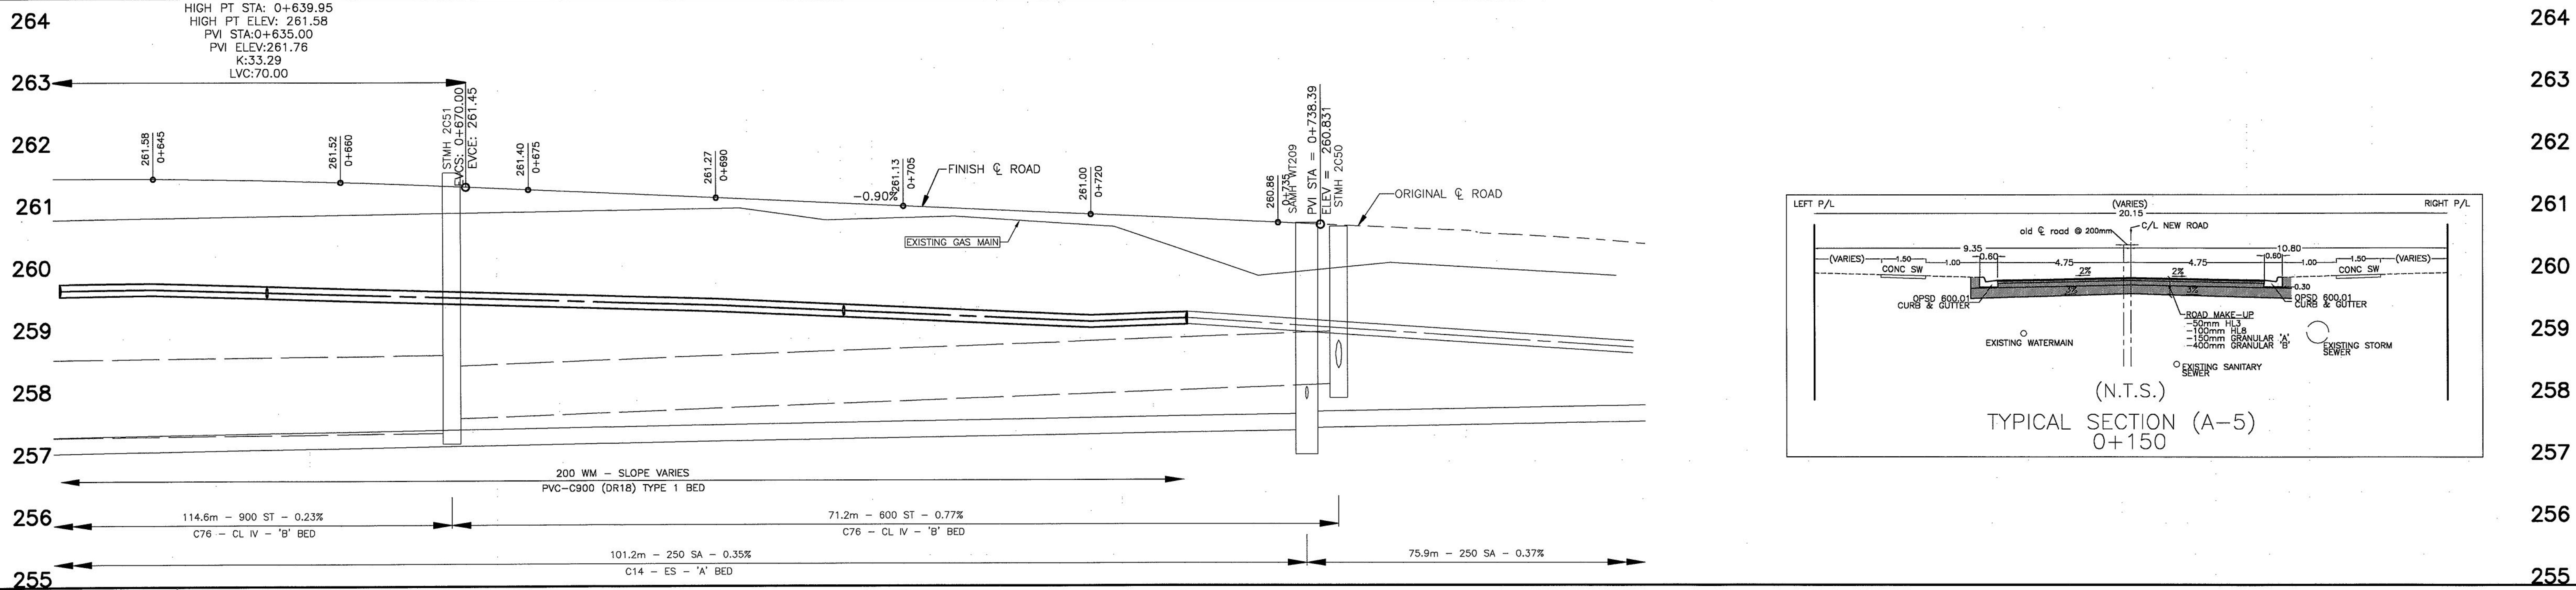 HIGH PT STA: 0+639.95
HIGH PT ELEV: 261.58
PVI STA:0+635.00
PVI ELEV:261.76
K:33.29
LVC:70.00
264
263
262
261
260
259
258
257
256
255
261.58
0+645
261.52
0+660
STMH 2C51
EVCS: 0+670.00
EVCE: 261.45
261.40
0+675
261.27
0+690
-0.90%
261.13
0+705
FINISH ℄ ROAD
261.00
0+720
260.86
0+735
SAMH WT209
PVI STA = 0+738.39
ELEV = 260.831
STMH 2C50
ORIGINAL ℄ ROAD
EXISTING GAS MAIN
200 WM - SLOPE VARIES
PVC-C900 (DR18) TYPE 1 BED
114.6m - 900 ST - 0.23%
C76 - CL IV - 'B' BED
71.2m - 600 ST - 0.77%
C76 - CL IV - 'B' BED
101.2m - 250 SA - 0.35%
C14 - ES - 'A' BED
75.9m - 250 SA - 0.37%
LEFT P/L
(VARIES)
20.15
RIGHT P/L
old ℄ road @ 200mm
C/L NEW ROAD
9.35
10.80
(VARIES)
1.50
1.00
0.60
4.75
4.75
0.60
1.00
1.50
(VARIES)
CONC SW
2%
2%
CONC SW
3%
3%
0.30
OPSD 600.01
CURB & GUTTER
OPSD 600.01
CURB & GUTTER
ROAD MAKE-UP
-50mm HL3
-100mm HL8
-150mm GRANULAR 'A'
-400mm GRANULAR 'B'
EXISTING WATERMAIN
EXISTING STORM
SEWER
EXISTING SANITARY
SEWER
(N.T.S.)
TYPICAL SECTION (A-5)
0+150
264
263
262
261
260
259
258
257
256
255